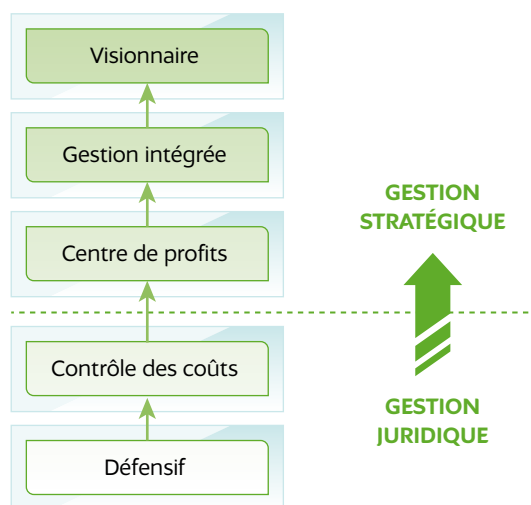 Visionnaire
Gestion intégrée
Centre de profits
Contrôle des coûts
Défensif
GESTION
STRATÉGIQUE
GESTION
JURIDIQUE